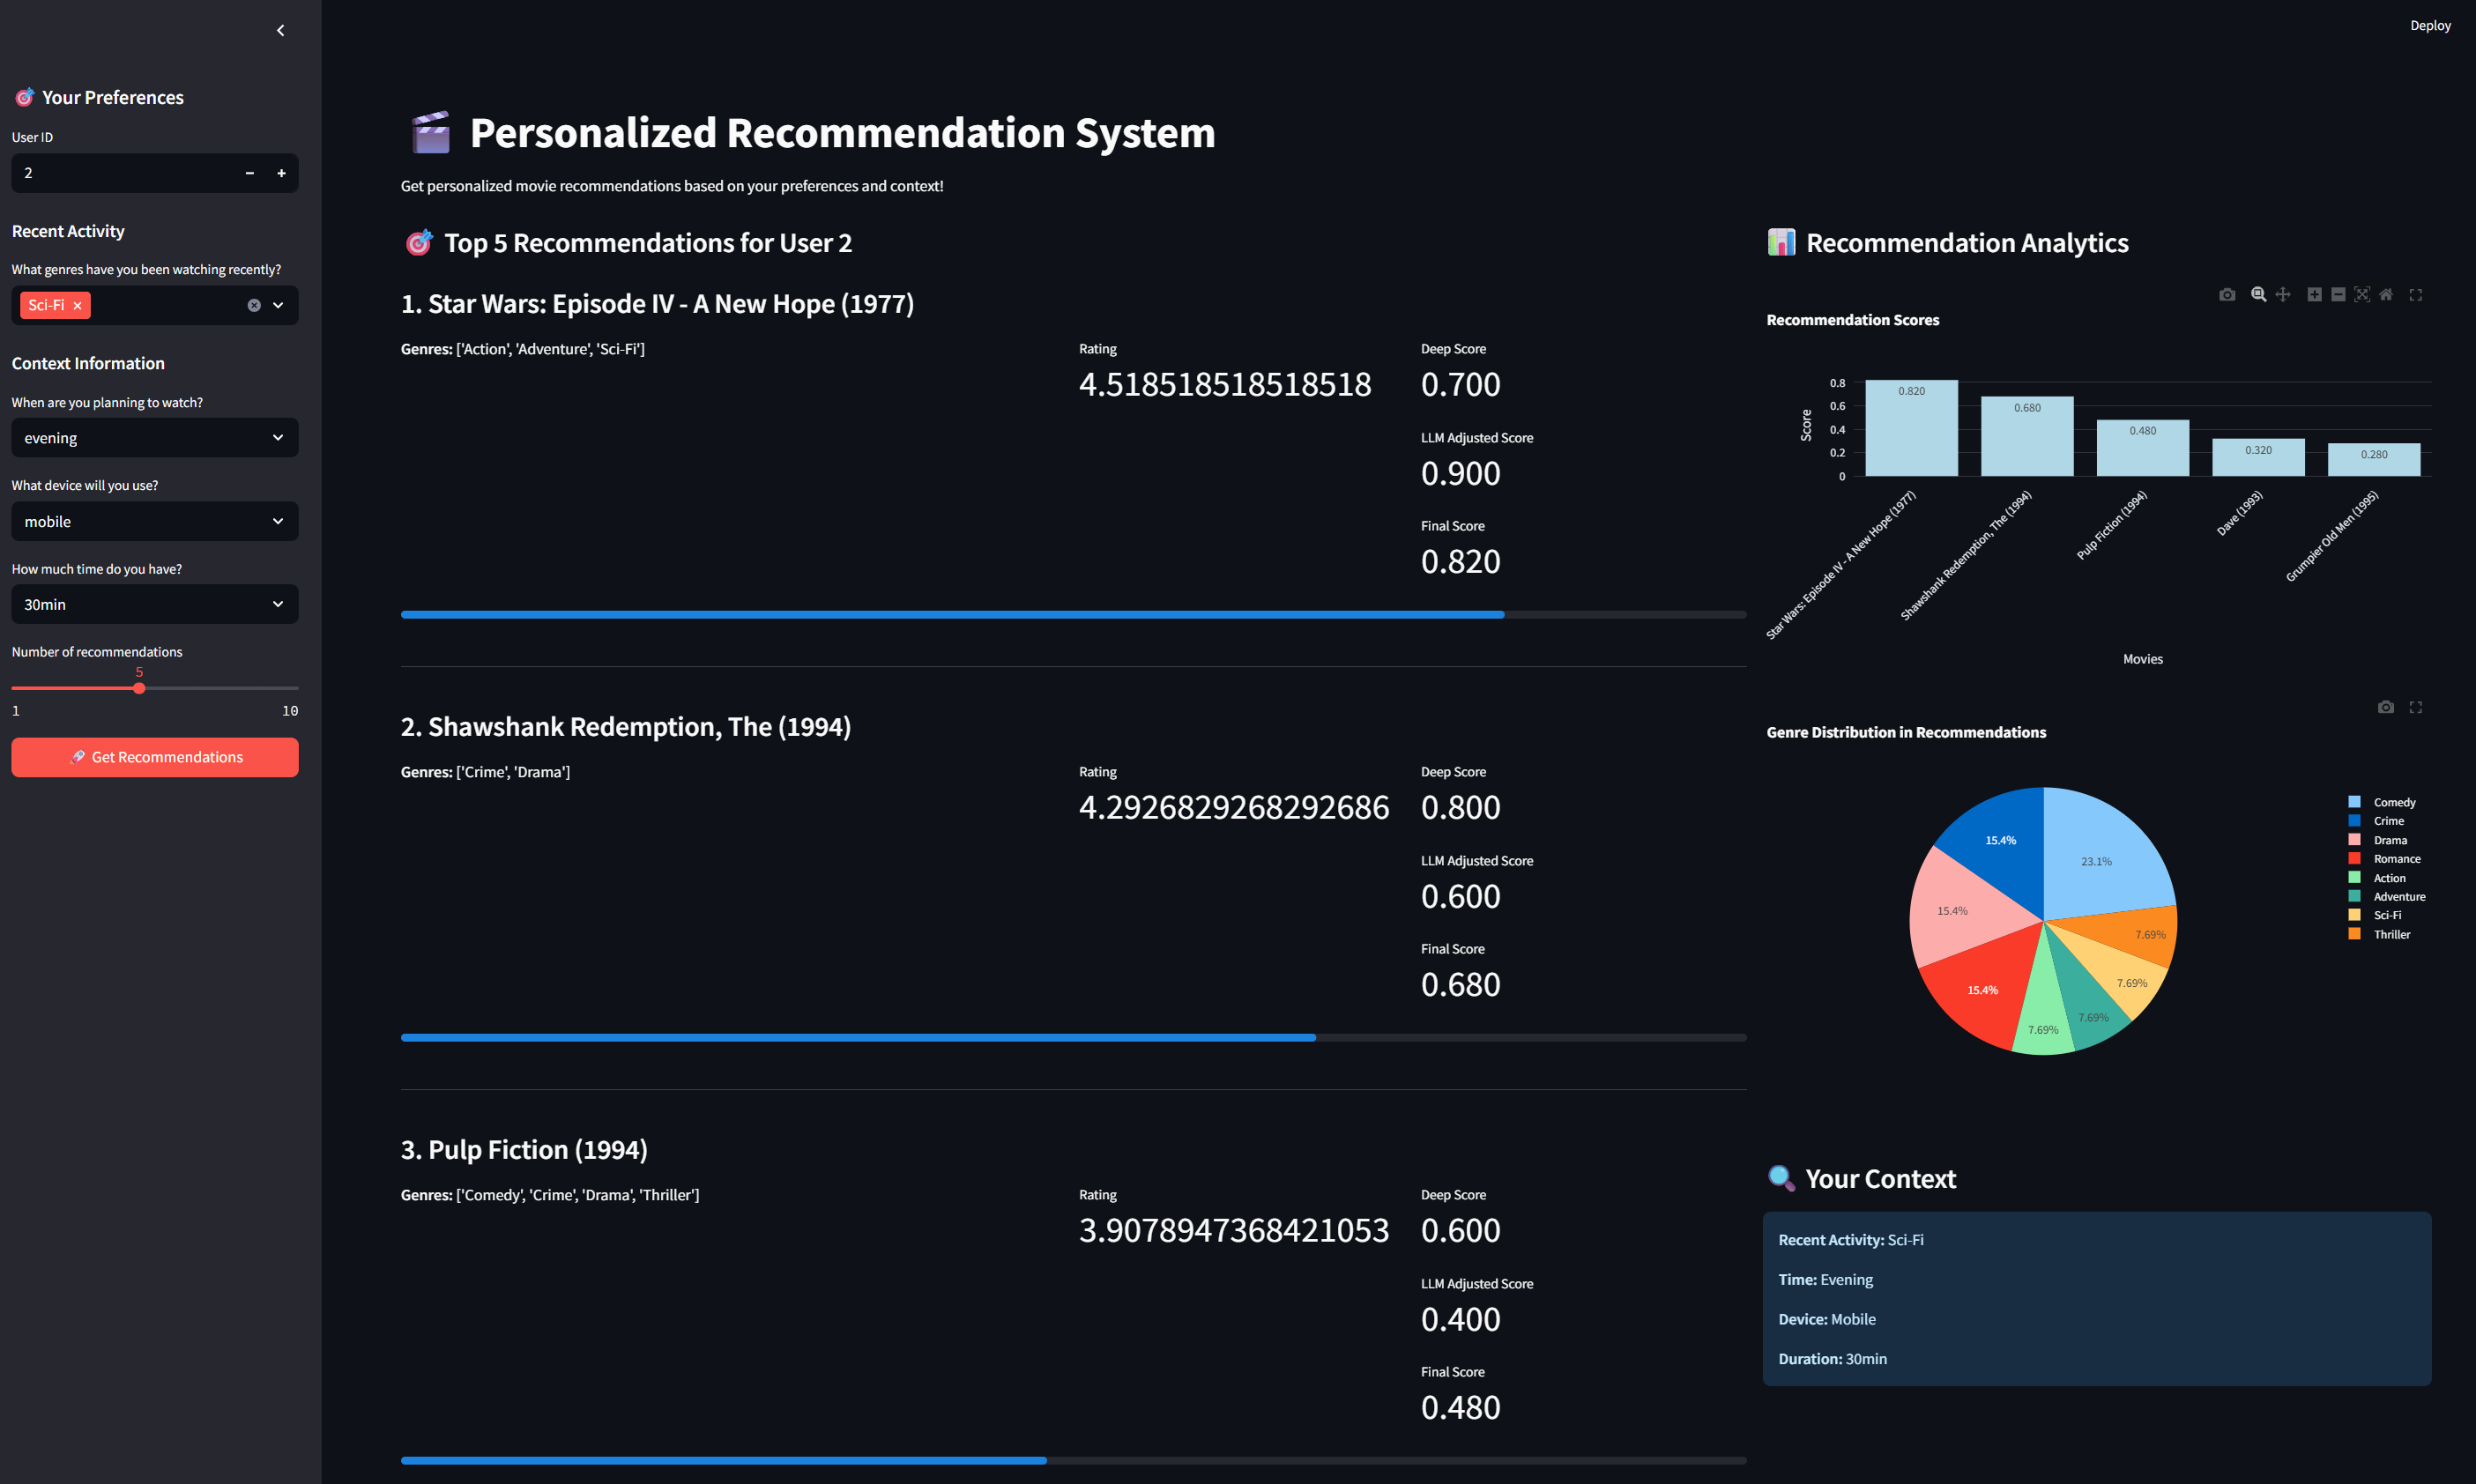 Deploy
Your Preferences
User ID
2
Recent Activity
What genres have you been watching recently?
Sci-Fi
Context Information
When are you planning to watch?
evening
What device will you use?
mobile
How much time do you have?
30min
Number of recommendations
5
1 10
Get Recommendations
Personalized Recommendation System
Get personalized movie recommendations based on your preferences and context!
Top 5 Recommendations for User 2
1. Star Wars: Episode IV - A New Hope (1977)
Genres: ['Action', 'Adventure', 'Sci-Fi']
Rating
4.518518518518518
Deep Score
0.700
LLM Adjusted Score
0.900
Final Score
0.820
2. Shawshank Redemption, The (1994)
Genres: ['Crime', 'Drama']
Rating
4.2926829268292686
Deep Score
0.800
LLM Adjusted Score
0.600
Final Score
0.680
3. Pulp Fiction (1994)
Genres: ['Comedy', 'Crime', 'Drama', 'Thriller']
Rating
3.9078947368421053
Deep Score
0.600
LLM Adjusted Score
0.400
Final Score
0.480
Recommendation Analytics
Recommendation Scores
Score
0.8
0.6
0.4
0.2
0
0.820
0.680
0.480
0.320
0.280
Star Wars: Episode IV - A New Hope (1977)
Shawshank Redemption, The (1994)
Pulp Fiction (1994)
Dave (1993)
Grumpier Old Men (1995)
Movies
Genre Distribution in Recommendations
23.1%
7.69%
7.69%
7.69%
7.69%
15.4%
15.4%
15.4%
Comedy
Crime
Drama
Romance
Action
Adventure
Sci-Fi
Thriller
Your Context
Recent Activity: Sci-Fi
Time: Evening
Device: Mobile
Duration: 30min